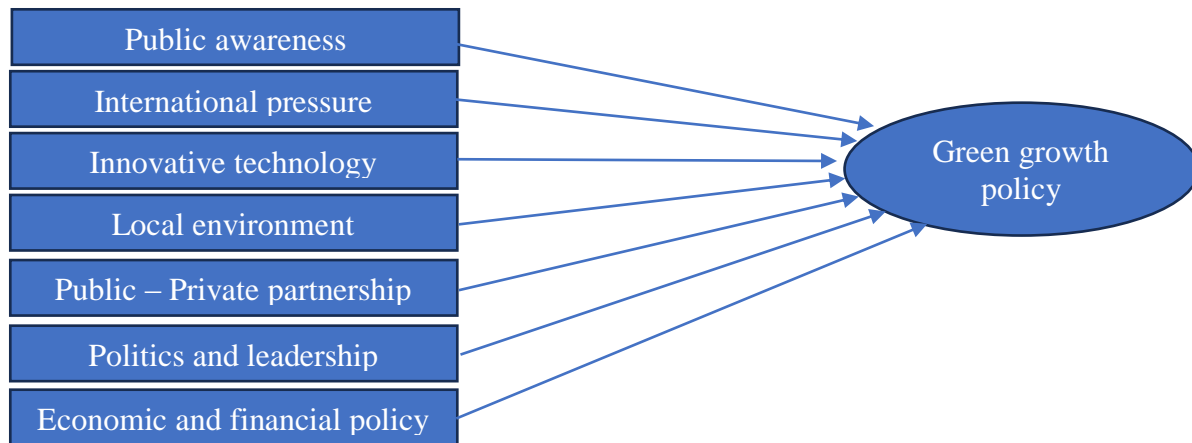 Public awareness
International pressure
Innovative technology
Local environment
Public – Private partnership
Politics and leadership
Economic and financial policy
Green growth
policy